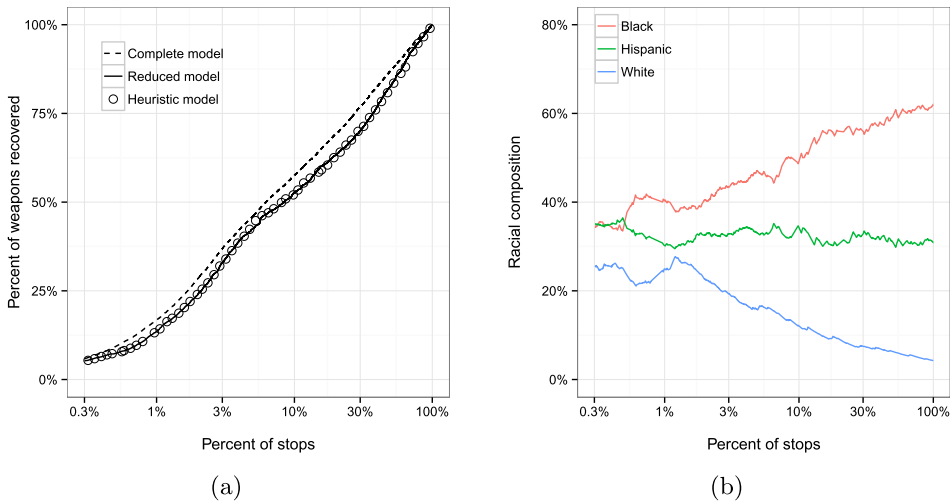 Percent of weapons recovered
100%
75%
50%
25%
0%
Complete model
Reduced model
Heuristic model
0.3%
1%
3%
10%
30%
100%
Percent of stops
(a)
Racial composition
80%
60%
40%
20%
0%
Black
Hispanic
White
0.3%
1%
3%
10%
30%
100%
Percent of stops
(b)